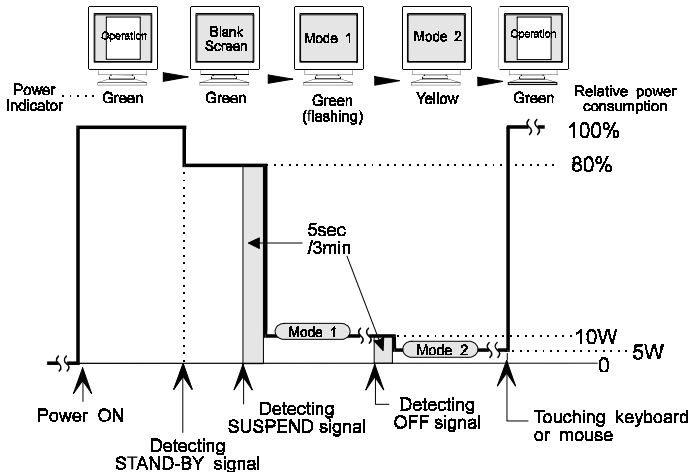 Operation
Blank
Screen
Mode 1
Mode 2
Operation
Power
Indicator
Green
Green
Green
(flashing)
Yellow
Green
Relative power
consumption
100%
80%
5sec
/3min
Mode 1
Mode 2
10W
5W
0
Power ON
Detecting
STAND-BY signal
Detecting
SUSPEND signal
Detecting
OFF signal
Touching keyboard
or mouse